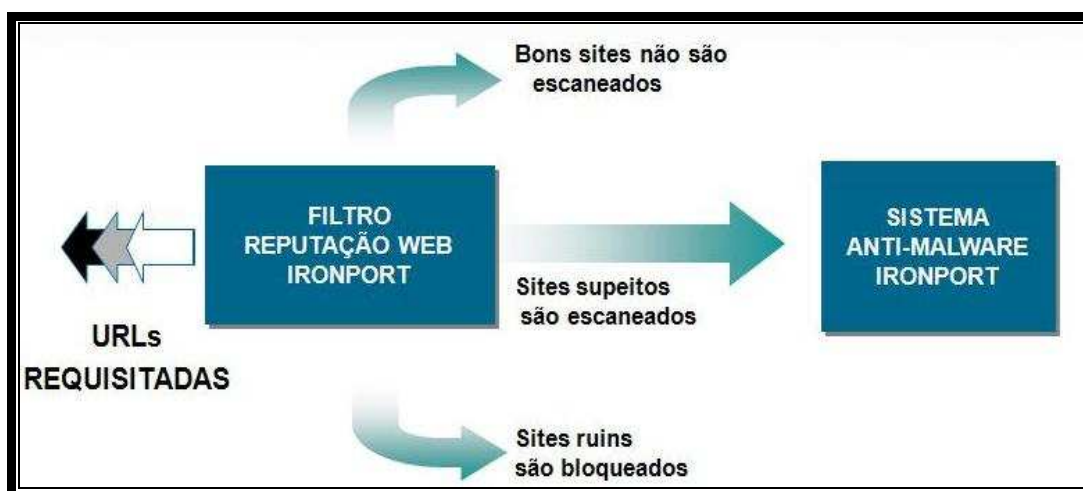 Bons sites não são
escaneados
FILTRO
REPUTAÇÃO WEB
IRONPORT
SISTEMA
ANTI-MALWARE
IRONPORT
Sites supeitos
são escaneados
URLs
REQUISITADAS
Sites ruins
são bloqueados